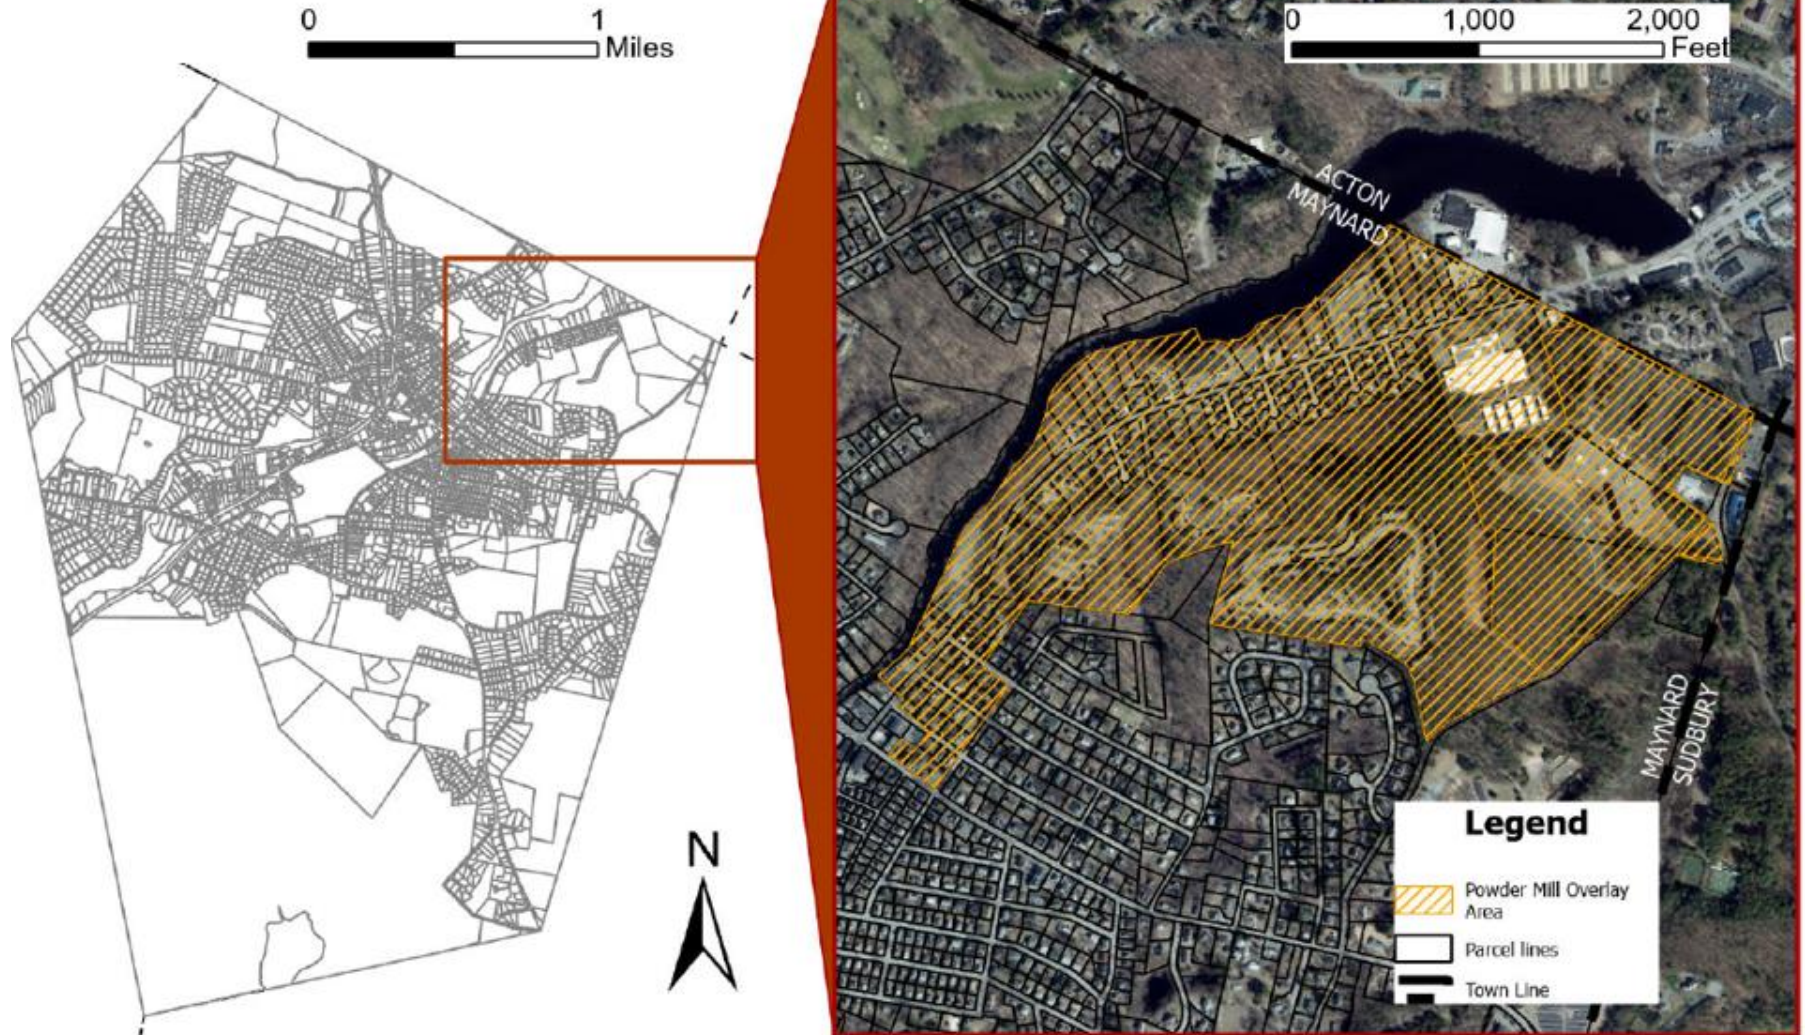 0 1
Miles
N
0 1,000 2,000
Feet
ACTON
MAYNARD
MAYNARD
SUDBURY
Legend
Powder Mill Overlay
Area
Parcel lines
Town Line